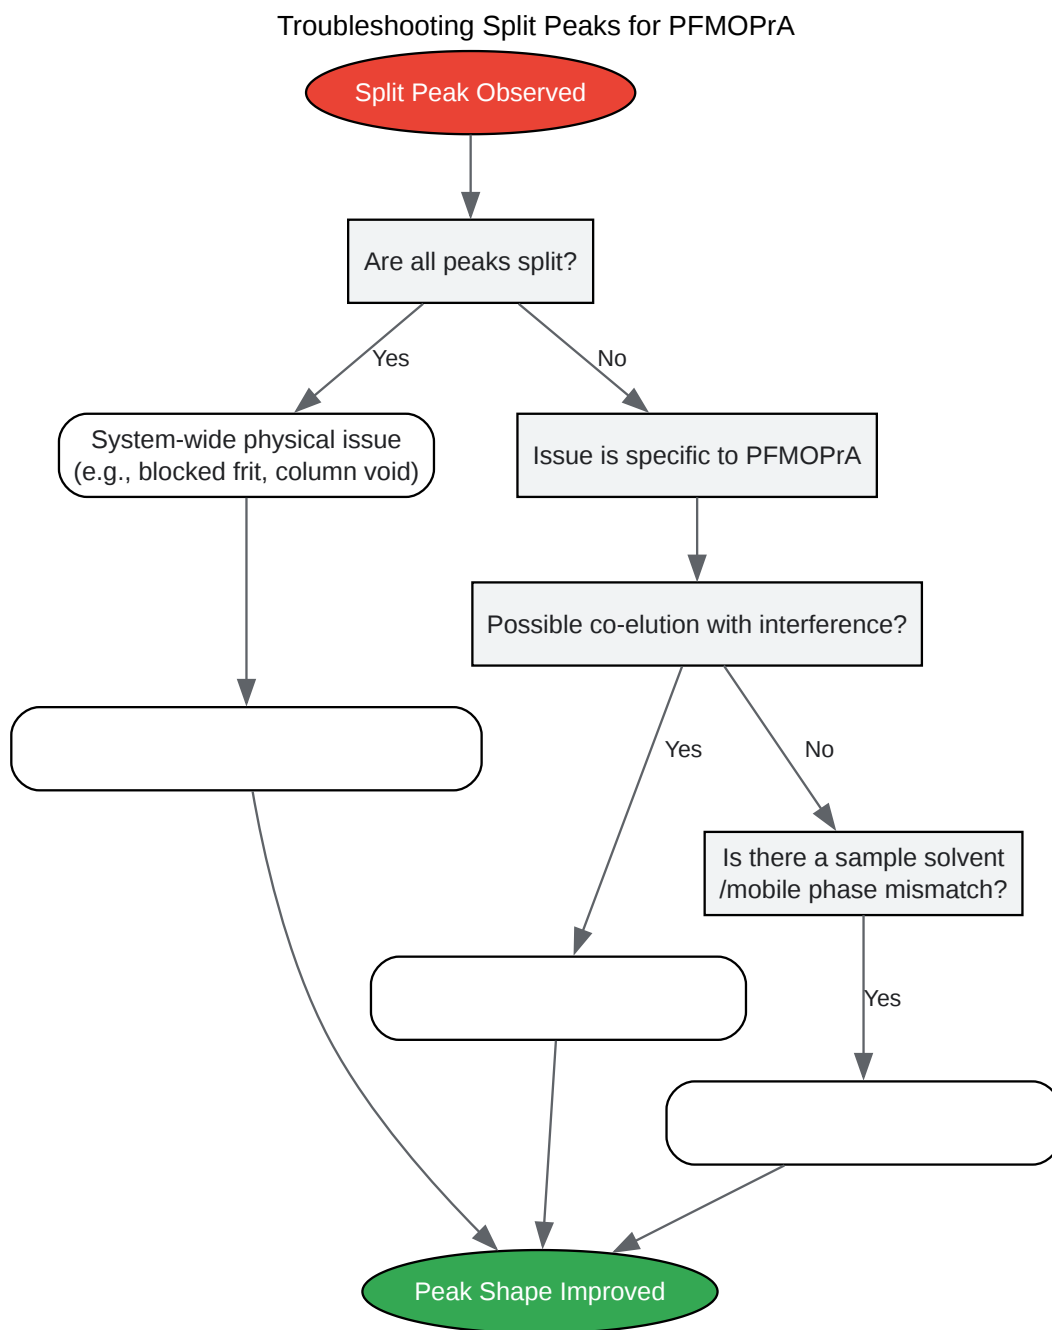 Troubleshooting Split Peaks for PFMOPrA
Split Peak Observed
Are all peaks split?
Yes
No
System-wide physical issue
(e.g., blocked frit, column void)
Issue is specific to PFMOPrA
Possible co-elution with interference?
Yes
No
Is there a sample solvent
/mobile phase mismatch?
Yes
Peak Shape Improved